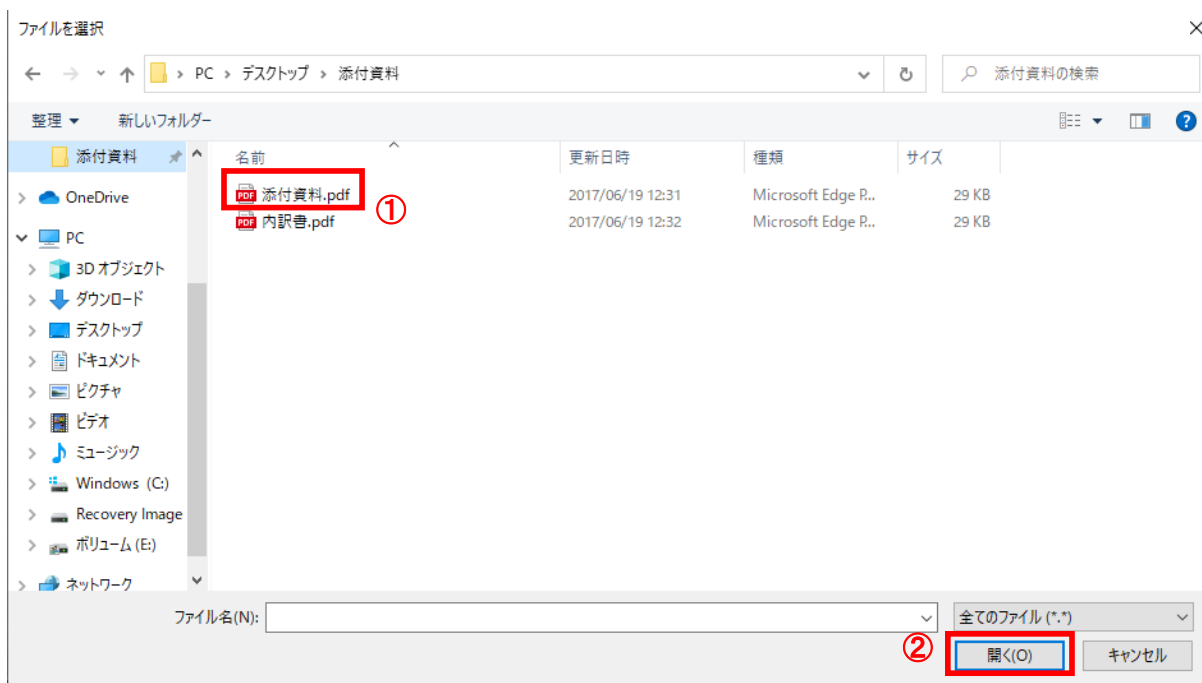 ファイルを選択
PC > デスクトップ > 添付資料
添付資料の検索
整理
新しいフォルダー
添付資料
名前
更新日時
種類
サイズ
OneDrive
PDF 添付資料.pdf
2017/06/19 12:31
Microsoft Edge P...
29 KB
①
PDF 内訳書.pdf
2017/06/19 12:32
Microsoft Edge P...
29 KB
PC
3D オブジェクト
ダウンロード
デスクトップ
ドキュメント
ピクチャ
ビデオ
ミュージック
Windows (C:)
Recovery Image
ボリューム (E:)
ネットワーク
ファイル名(N):
全てのファイル (*.*)
②
開く(O)
キャンセル